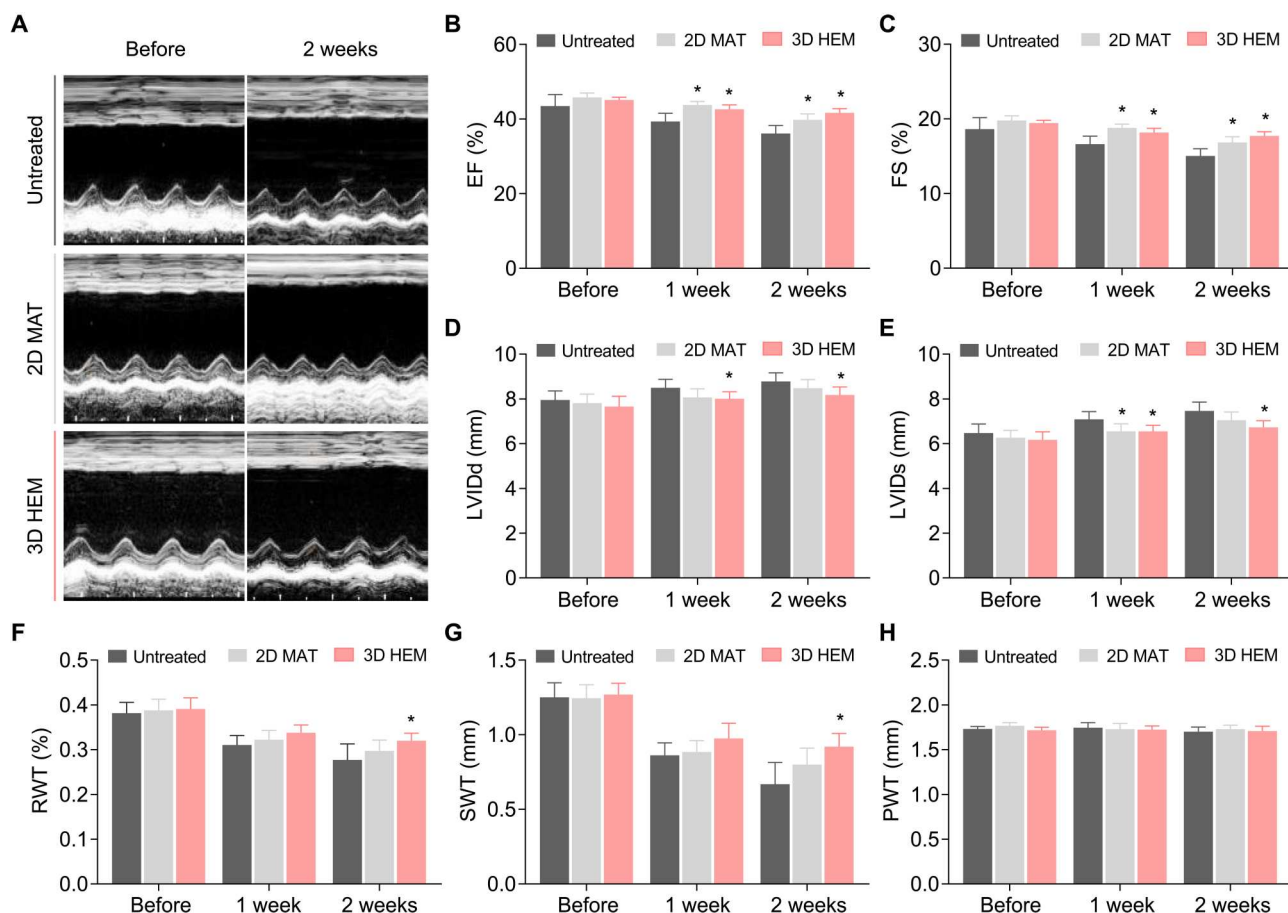 A
Before
2 weeks
Untreated
2D MAT
3D HEM
B
Untreated 2D MAT 3D HEM
EF (%)
60
40
20
0
* *
* *
Before 1 week 2 weeks
C
Untreated 2D MAT 3D HEM
FS (%)
30
20
10
0
* *
* *
Before 1 week 2 weeks
D
Untreated 2D MAT 3D HEM
LVIDd (mm)
10
8
6
4
2
0
* *
Before 1 week 2 weeks
E
Untreated 2D MAT 3D HEM
LVIDs (mm)
10
8
6
4
2
0
* * *
Before 1 week 2 weeks
F
Untreated 2D MAT 3D HEM
RWT (%)
0.5
0.4
0.3
0.2
0.1
0.0
*
Before 1 week 2 weeks
G
Untreated 2D MAT 3D HEM
SWT (mm)
1.5
1.0
0.5
0.0
*
Before 1 week 2 weeks
H
Untreated 2D MAT 3D HEM
PWT (mm)
2.5
2.0
1.5
1.0
0.5
0.0
Before 1 week 2 weeks